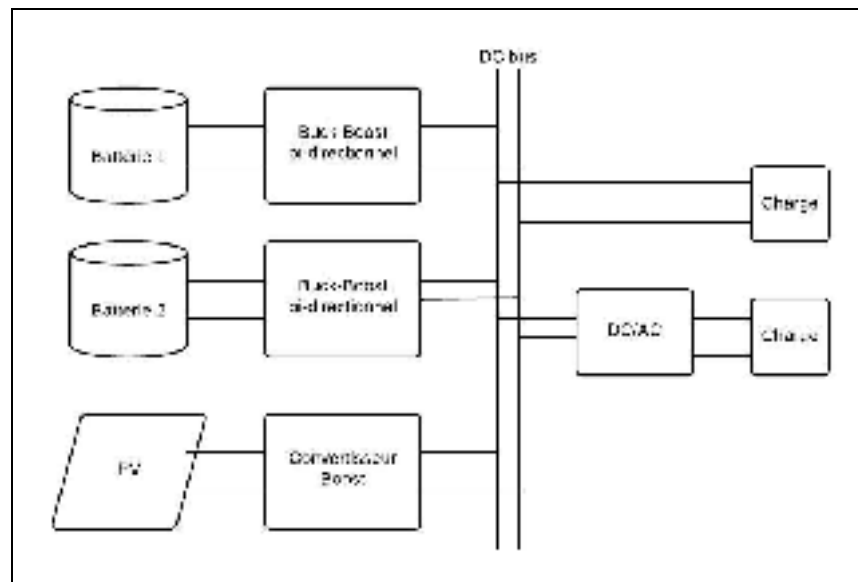 DC bus
Batterie 1
Buck-Boost
bi-directionnel
Charge
Batterie 2
Buck-Boost
bi-directionnel
DC/AC
Charge
PV
Convertisseur
Boost